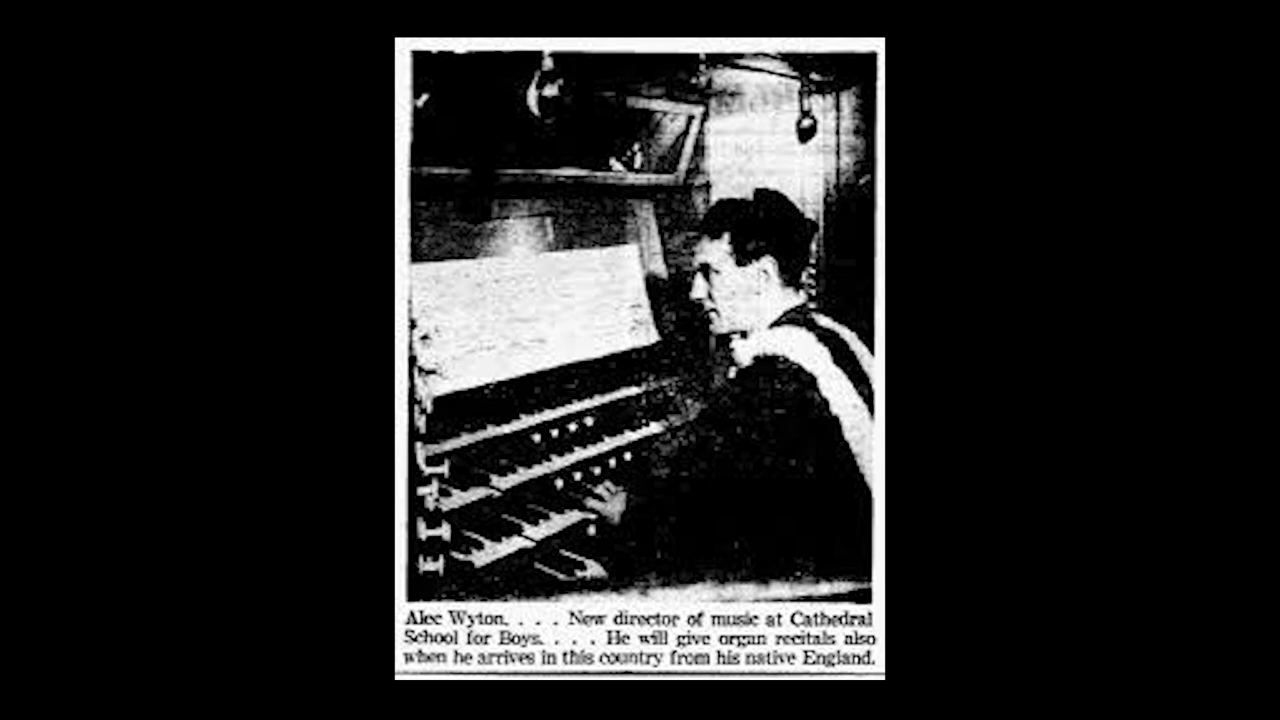 Alec Wyton. . . . New director of music at Cathedral
School for Boys. . . . He will give organ recitals also
when he arrives in this country from his native England.